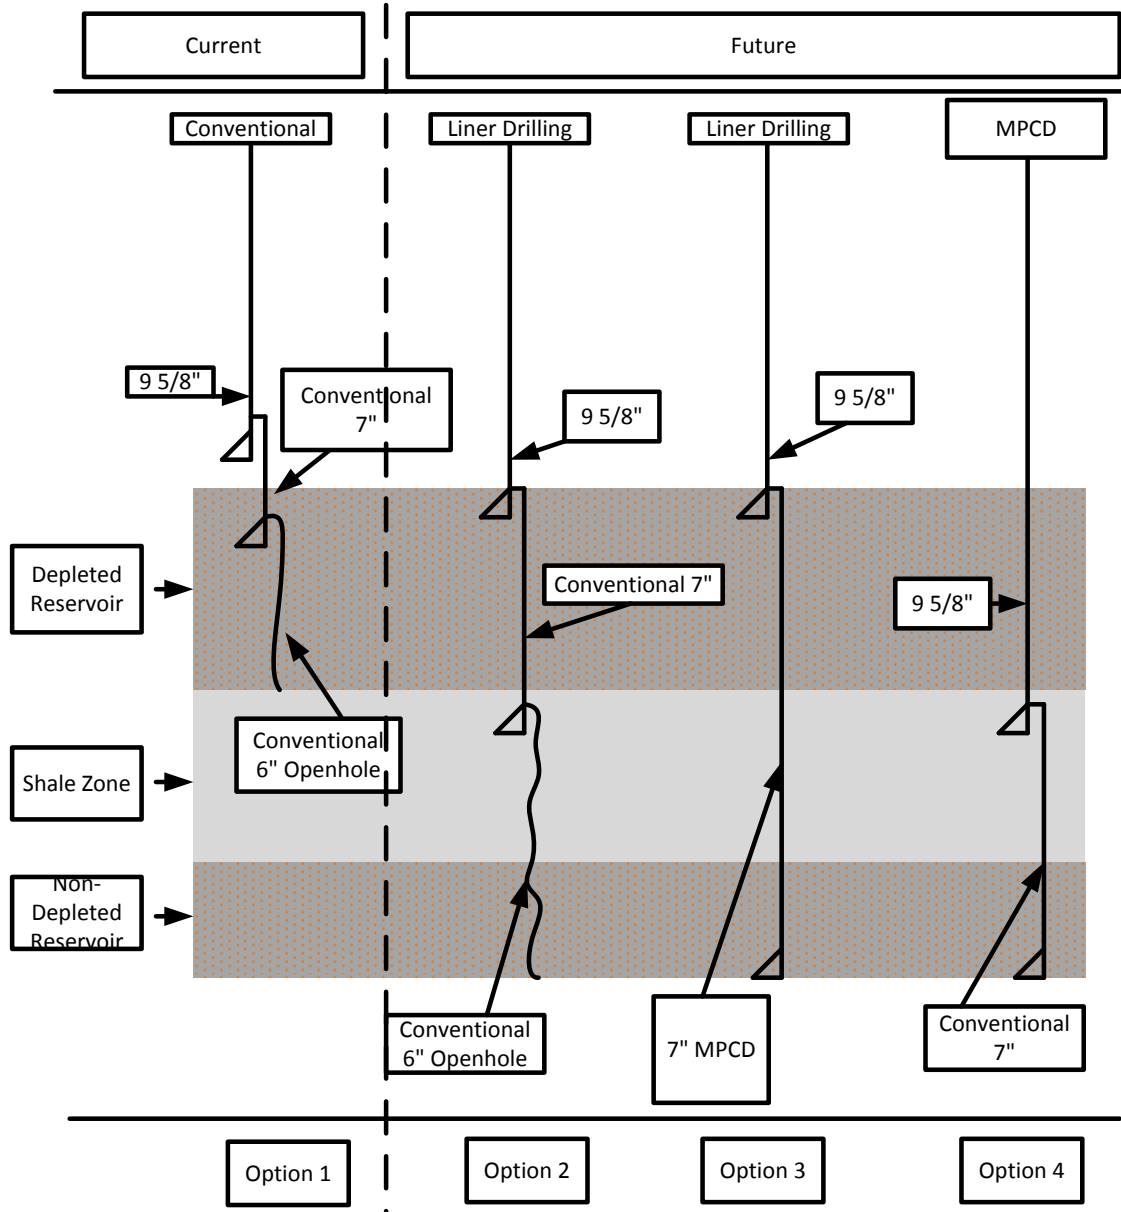 Current
Future
Conventional
Liner Drilling
Liner Drilling
MPCD
9 5/8"
Conventional
7"
9 5/8"
9 5/8"
Depleted
Reservoir
Conventional 7"
9 5/8"
Conventional
6" Openhole
Shale Zone
Non-
Depleted
Reservoir
Conventional
6" Openhole
7" MPCD
Conventional
7"
Option 1
Option 2
Option 3
Option 4